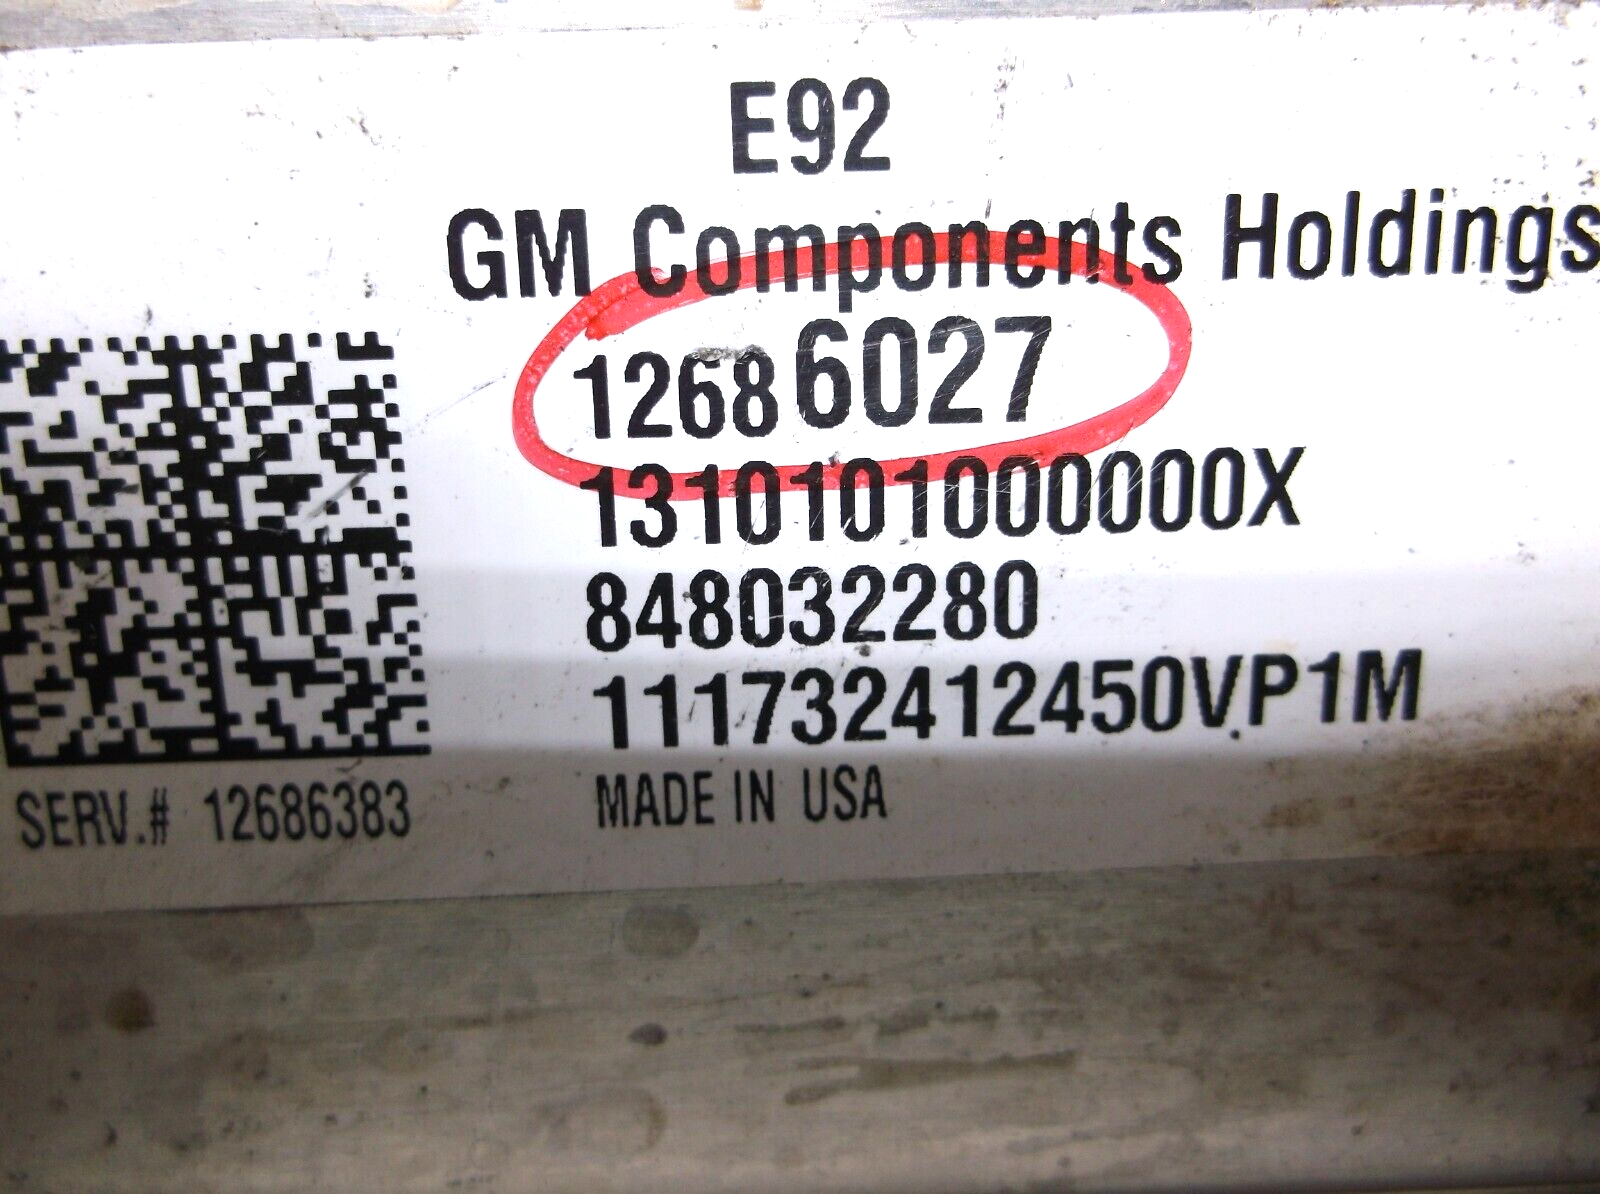 E92
GM Components Holdings
12686027
1310101000000X
848032280
111732412450VP1M
SERV.# 12686383
MADE IN USA